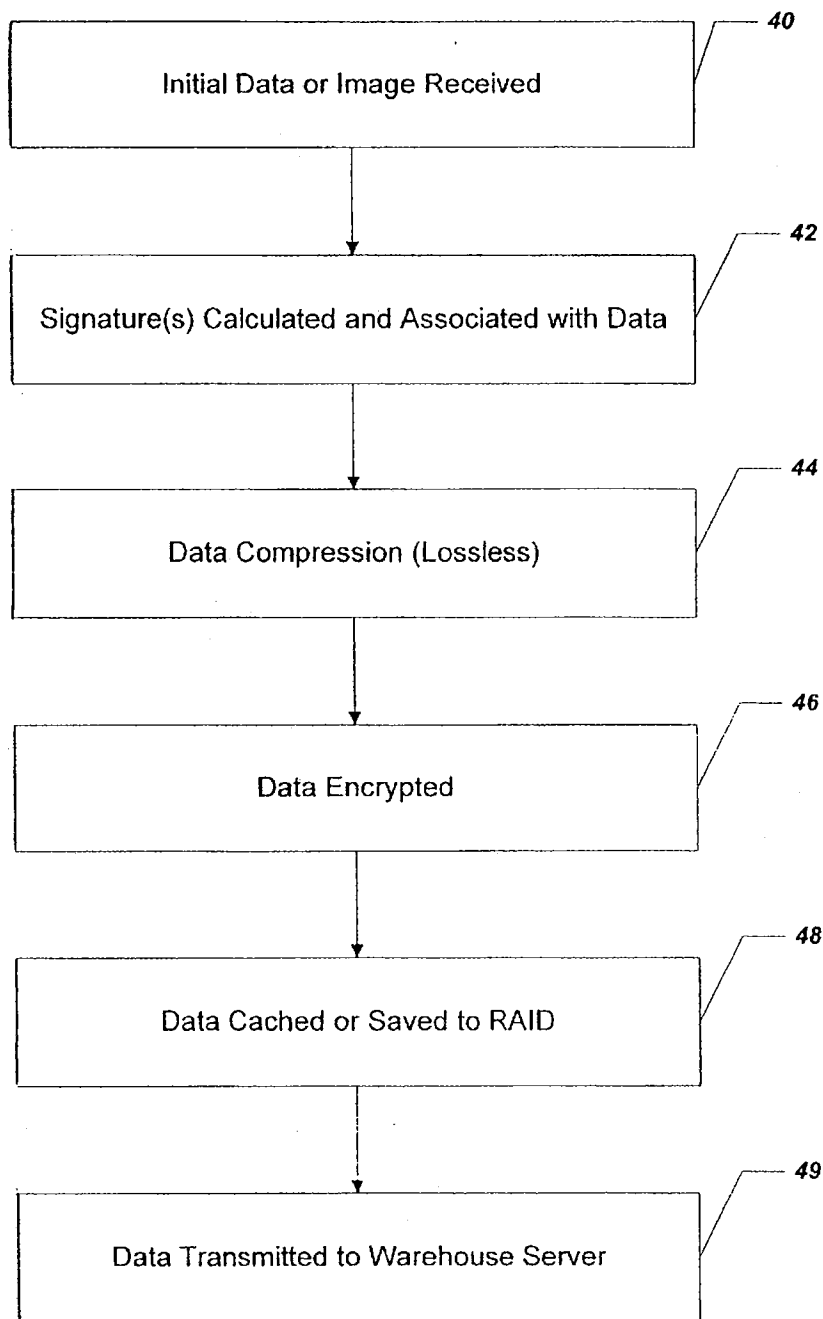 40
Initial Data or Image Received
42
Signature(s) Calculated and Associated with Data
44
Data Compression (Lossless)
46
Data Encrypted
48
Data Cached or Saved to RAID
49
Data Transmitted to Warehouse Server